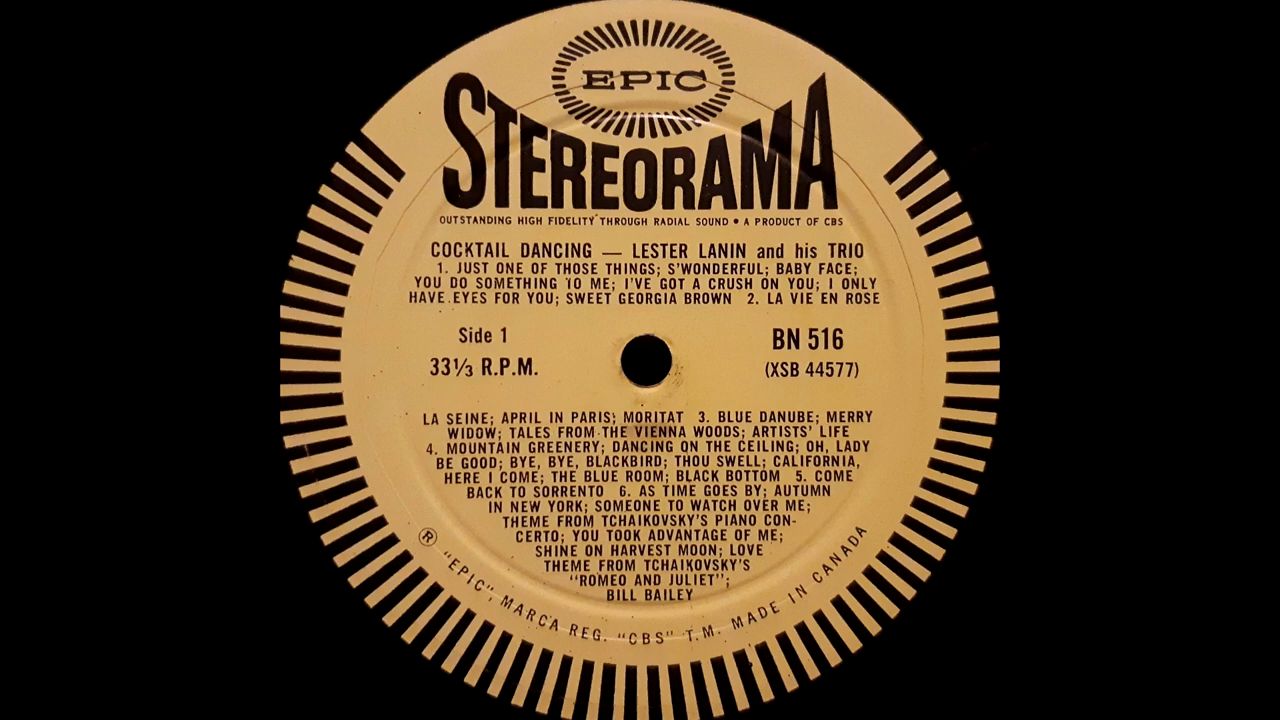 EPIC
STEREORAMA
OUTSTANDING HIGH FIDELITY THROUGH RADIAL SOUND • A PRODUCT OF CBS
COCKTAIL DANCING — LESTER LANIN and his TRIO
1. JUST ONE OF THOSE THINGS; S'WONDERFUL; BABY FACE;
YOU DO SOMETHING TO ME; I'VE GOT A CRUSH ON YOU; I ONLY
HAVE EYES FOR YOU; SWEET GEORGIA BROWN 2. LA VIE EN ROSE
Side 1
33⅓ R.P.M.
BN 516
(XSB 44577)
LA SEINE; APRIL IN PARIS; MORITAT 3. BLUE DANUBE; MERRY
WIDOW; TALES FROM THE VIENNA WOODS; ARTISTS' LIFE
4. MOUNTAIN GREENERY; DANCING ON THE CEILING; OH, LADY
BE GOOD; BYE, BYE, BLACKBIRD; THOU SWELL; CALIFORNIA,
HERE I COME; THE BLUE ROOM; BLACK BOTTOM 5. COME
BACK TO SORRENTO 6. AS TIME GOES BY; AUTUMN
IN NEW YORK; SOMEONE TO WATCH OVER ME;
THEME FROM TCHAIKOVSKY'S PIANO CON-
CERTO; YOU TOOK ADVANTAGE OF ME;
SHINE ON HARVEST MOON; LOVE
THEME FROM TCHAIKOVSKY'S
"ROMEO AND JULIET";
BILL BAILEY
® "EPIC", MARCA REG. "CBS" T.M. MADE IN CANADA